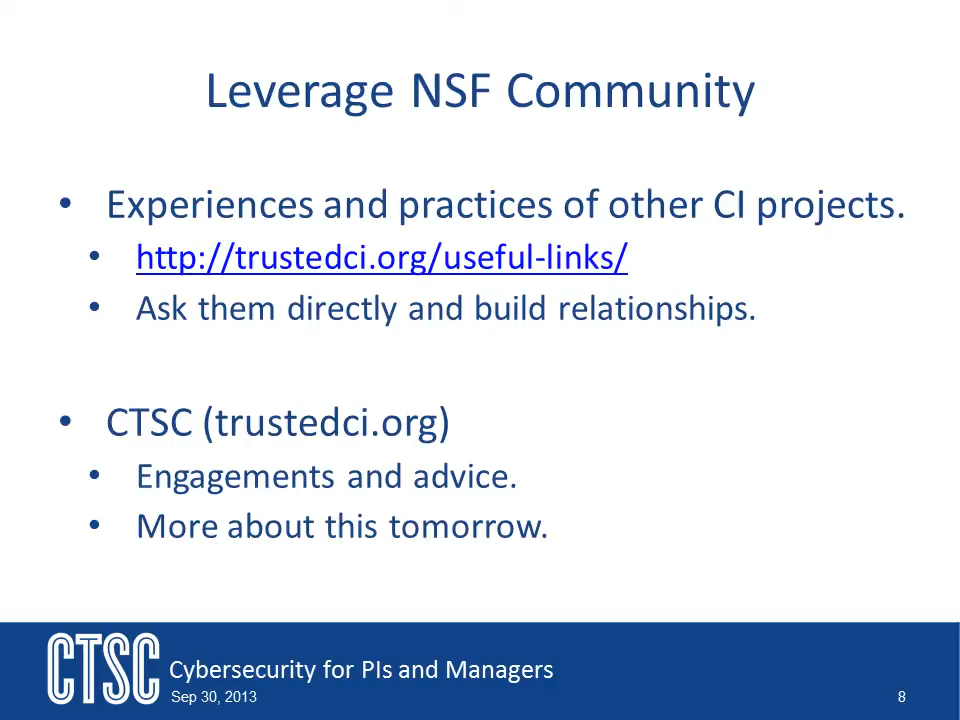 Leverage NSF Community
• Experiences and practices of other CI projects.
• http://trustedci.org/useful-links/
• Ask them directly and build relationships.
• CTSC (trustedci.org)
• Engagements and advice.
• More about this tomorrow.
CTSC
Cybersecurity for PIs and Managers
Sep 30, 2013
8